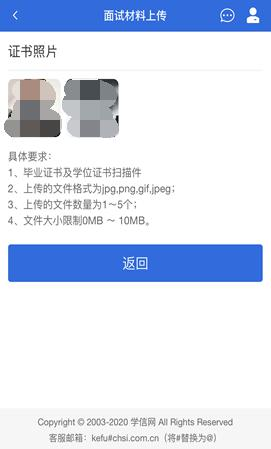 面试材料上传
证书照片
具体要求：
1、毕业证书及学位证书扫描件
2、上传的文件格式为jpg,png,gif,jpeg；
3、上传的文件数量为1～5个；
4、文件大小限制0MB ～ 10MB。
返回
Copyright © 2003-2020 学信网 All Rights Reserved
客服邮箱：kefu#chsi.com.cn（将#替换为@）